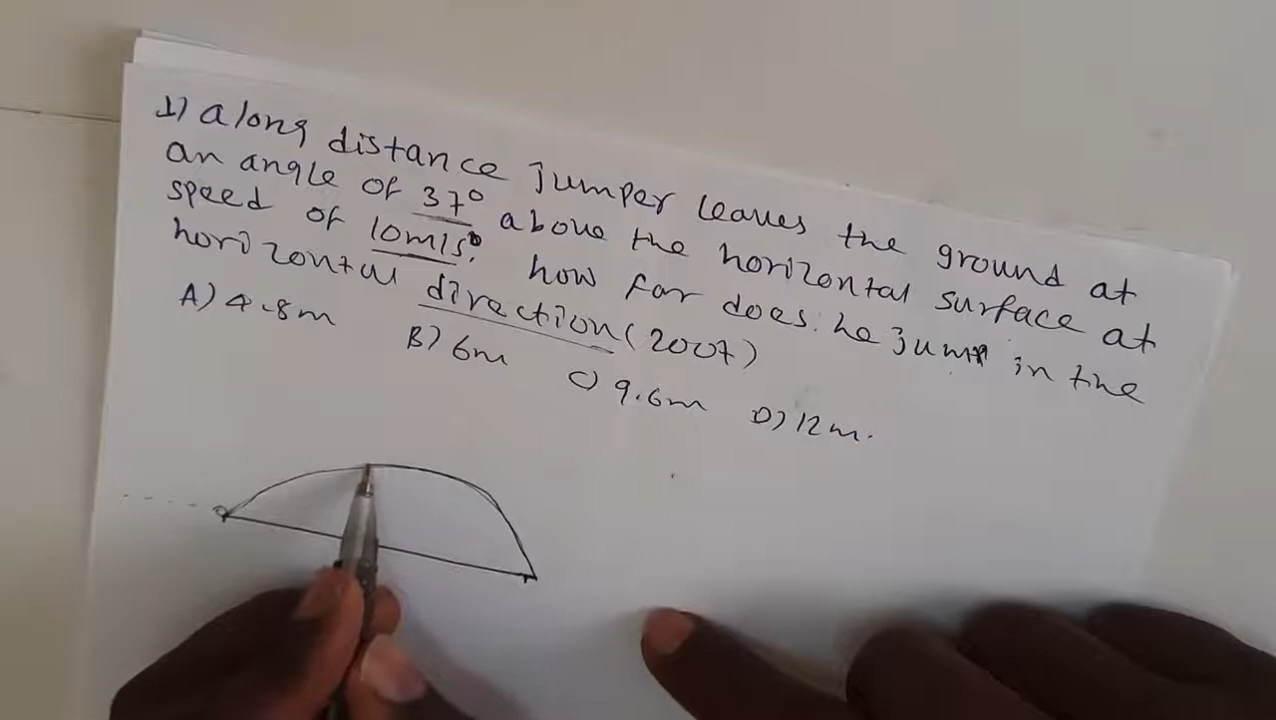 1) a long distance jumper leaves the ground at
an angle of 37° above the horizontal surface at
speed of 10m/s. how far does he jump in the
horizontal direction (2007)
A) 4.8m B) 6m C) 9.6m D) 12m.